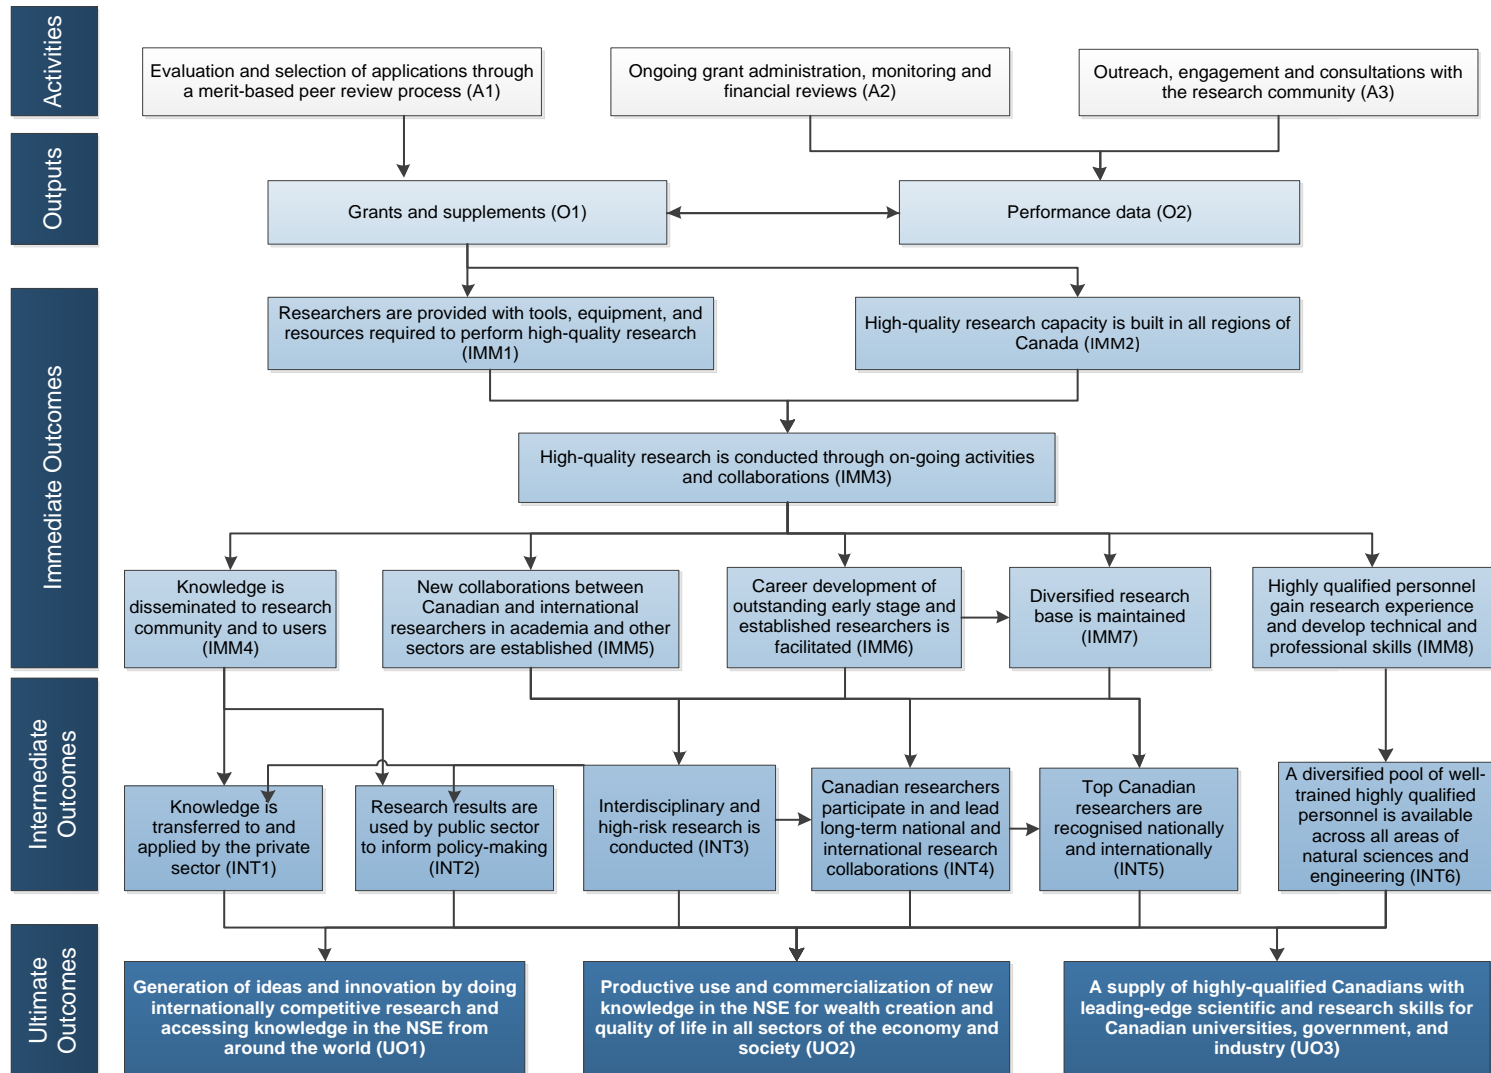 Activities
Evaluation and selection of applications through
a merit-based peer review process (A1)
Ongoing grant administration, monitoring and
financial reviews (A2)
Outreach, engagement and consultations with
the research community (A3)
Outputs
Grants and supplements (O1)
Performance data (O2)
Immediate Outcomes
Researchers are provided with tools, equipment, and
resources required to perform high-quality research
(IMM1)
High-quality research capacity is built in all regions of
Canada (IMM2)
High-quality research is conducted through on-going activities
and collaborations (IMM3)
Knowledge is
disseminated to research
community and to users
(IMM4)
New collaborations between
Canadian and international
researchers in academia and other
sectors are established (IMM5)
Career development of
outstanding early stage and
established researchers is
facilitated (IMM6)
Diversified research
base is maintained
(IMM7)
Highly qualified personnel
gain research experience
and develop technical and
professional skills (IMM8)
Intermediate
Outcomes
Knowledge is
transferred to and
applied by the private
sector (INT1)
Research results are
used by public sector
to inform policy-making
(INT2)
Interdisciplinary and
high-risk research is
conducted (INT3)
Canadian researchers
participate in and lead
long-term national and
international research
collaborations (INT4)
Top Canadian
researchers are
recognised nationally
and internationally
(INT5)
A diversified pool of well-
trained highly qualified
personnel is available
across all areas of
natural sciences and
engineering (INT6)
Ultimate
Outcomes
Generation of ideas and innovation by doing
internationally competitive research and
accessing knowledge in the NSE from
around the world (UO1)
Productive use and commercialization of new
knowledge in the NSE for wealth creation and
quality of life in all sectors of the economy and
society (UO2)
A supply of highly-qualified Canadians with
leading-edge scientific and research skills for
Canadian universities, government, and
industry (UO3)